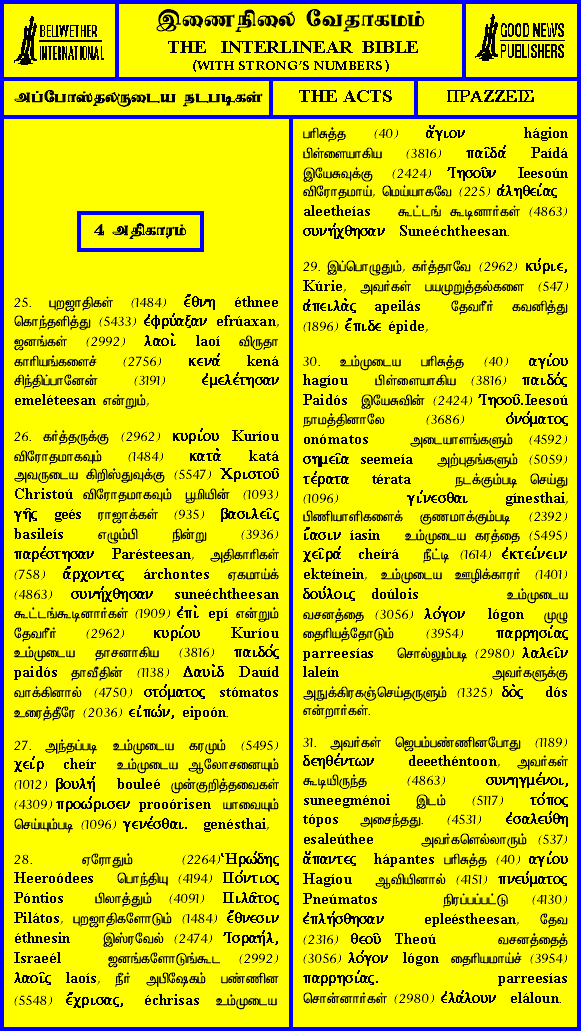 BELLWETHER
INTERNATIONAL
இணைநிலை வேதாகமம்
THE INTERLINEAR BIBLE
(WITH STRONG'S NUMBERS)
GOOD NEWS
PUBLISHERS
அப்போஸ்தலருடைய நடபடிகள்
THE ACTS
ΠΡΑΖΖΕΙΣ
4 அதிகாரம்
25. புறஜாதிகள் (1484) ἔθνη éthnee
கொந்தளித்து (5433) ἐφρύαξαν efrúaxan,
ஜனங்கள் (2992) λαοὶ laoí விருதா
காரியங்களைச் (2756) κενά kená
சிந்திப்பானேன் (3191) ἐμελέτησαν
emeléteesan என்றும்,
26. கர்த்தருக்கு (2962) κυρίου Kuríou
விரோதமாகவும் (1484) κατὰ katá
அவருடைய கிறிஸ்துவுக்கு (5547) Χριστοῦ
Christoú விரோதமாகவும் பூமியின் (1093)
γῆς geés ராஜாக்கள் (935) βασιλεῖς
basileís எழும்பி நின்று (3936)
παρέστησαν Parésteesan, அதிகாரிகள்
(758) ἄρχοντες árchontes ஏகமாய்க்
(4863) συνήχθησαν suneéchtheesan
கூட்டங்கூடினார்கள் (1909) ἐπὶ epí என்றும்
தேவரீர் (2962) κυρίου Kuríou
உம்முடைய தாசனாகிய (3816) παιδός
paidós தாவீதின் (1138) Δαυὶδ Dauíd
வாக்கினால் (4750) στόματος stómatos
உரைத்தீரே (2036) εἰπών, eipoón.
27. அந்தப்படி உம்முடைய கரமும் (5495)
χείρ cheír உம்முடைய ஆலோசனையும்
(1012) βουλή bouleé முன்குறித்தவைகள்
(4309) προώρισεν prooórisen யாவையும்
செய்யும்படி (1096) γενέσθαι. genésthai,
28. ஏரோதும் (2264) Ἡρώδης
Heeroódees பொந்தியு (4194) Πόντιος
Póntios பிலாத்தும் (4091) Πιλᾶτος
Pilátos, புறஜாதிகளோடும் (1484) ἔθνεσιν
éthnesin இஸ்ரவேல் (2474) Ἰσραήλ,
Israeél ஜனங்களோடுங்கூட (2992)
λαοῖς laoís, நீர் அபிஷேகம் பண்ணின
(5548) ἔχρισας, échrisas உம்முடைய
பரிசுத்த (40) ἅγιον hágion
பிள்ளையாகிய (3816) παῖδά Paídá
இயேசுவுக்கு (2424) Ἰησοῦν Ieesoún
விரோதமாய், மெய்யாகவே (225) ἀληθείας
aleetheías கூட்டங் கூடினார்கள் (4863)
συνήχθησαν Suneéchtheesan.
29. இப்பொழுதும், கர்த்தாவே (2962) κύριε,
Kúrie, அவர்கள் பயமுறுத்தல்களை (547)
ἀπειλὰς apeilás தேவரீர் கவனித்து
(1896) ἔπιδε épide,
30. உம்முடைய பரிசுத்த (40) αγίου
hagíou பிள்ளையாகிய (3816) παιδός
Paidós இயேசுவின் (2424) Ἰησοῦ.Ieesoú
நாமத்தினாலே (3686) ὀνόματος
onómatos அடையாளங்களும் (4592)
σημεῖα seemeía அற்புதங்களும் (5059)
τέρατα térata நடக்கும்படி செய்து
(1096) γίνεσθαι gínesthai,
பிணியாளிகளைக் குணமாக்கும்படி (2392)
ἴασιν íasin உம்முடைய கரத்தை (5495)
χεῖρά cheírá நீட்டி (1614) ἐκτείνειν
ekteínein, உம்முடைய ஊழிக்காரர் (1401)
δούλοις doúlois உம்முடைய
வசனத்தை (3056) λόγον lógon முழு
தைரியத்தோடும் (3954) παρρησίας
parreesías சொல்லும்படி (2980) λαλεῖν
laleín அவர்களுக்கு
அநுக்கிரகஞ்செய்தருளும் (1325) δὸς dós
என்றார்கள்.
31. அவர்கள் ஜெபம்பண்ணினபோது (1189)
δεηθέντων deeethéntoon, அவர்கள்
கூடியிருந்த (4863) συνηγμένοι,
suneegménoi இடம் (5117) τόπος
tópos அசைந்தது. (4531) ἐσαλεύθη
esaleúthee அவர்களெல்லாரும் (537)
ἅπαντες hápantes பரிசுத்த (40) αγίου
Hagíou ஆவியினால் (4151) πνεύματος
Pneúmatos நிரப்பப்பட்டு (4130)
ἐπλήσθησαν epleéstheesan, தேவ
(2316) θεοῦ Theoú வசனத்தைத்
(3056) λόγον lógon தைரியமாய்ச் (3954)
παρρησίας. parreesías
சொன்னார்கள் (2980) ἐλάλουν eláloun.